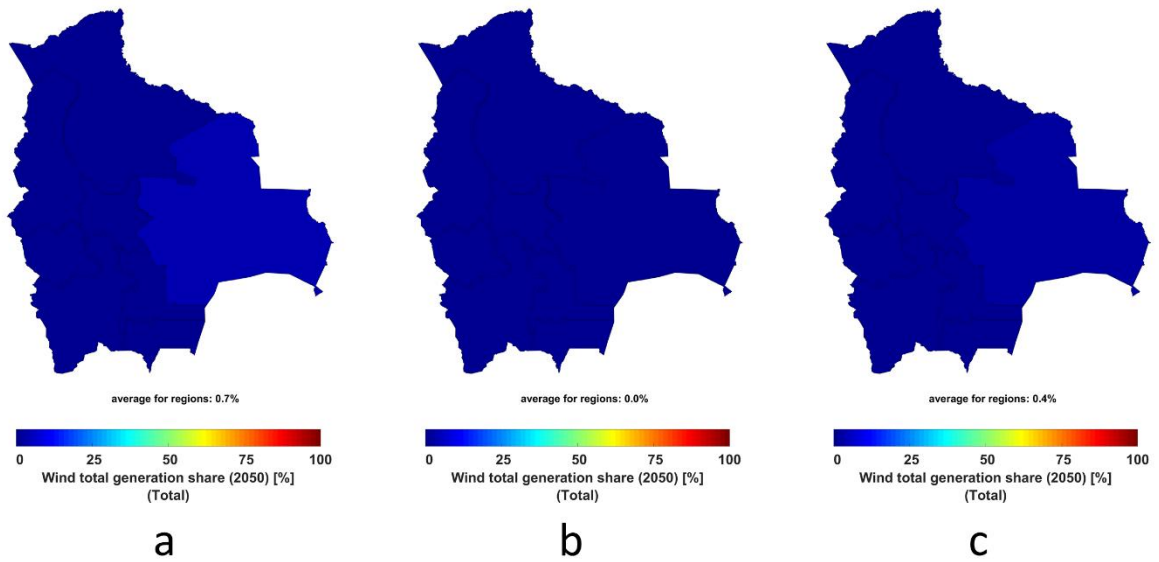 average for regions: 0.7%
0 25 50 75 100
Wind total generation share (2050) [%]
(Total)
a
average for regions: 0.0%
0 25 50 75 100
Wind total generation share (2050) [%]
(Total)
b
average for regions: 0.4%
0 25 50 75 100
Wind total generation share (2050) [%]
(Total)
c